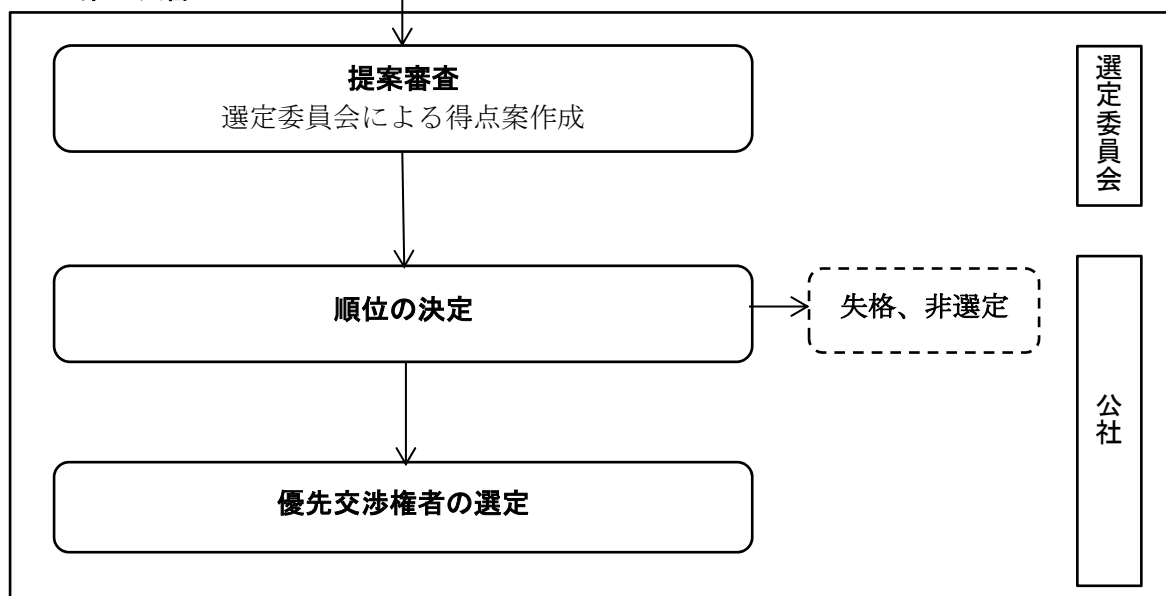 提案審査
選定委員会による得点案作成
選定委員会
順位の決定
失格、非選定
公社
優先交渉権者の選定